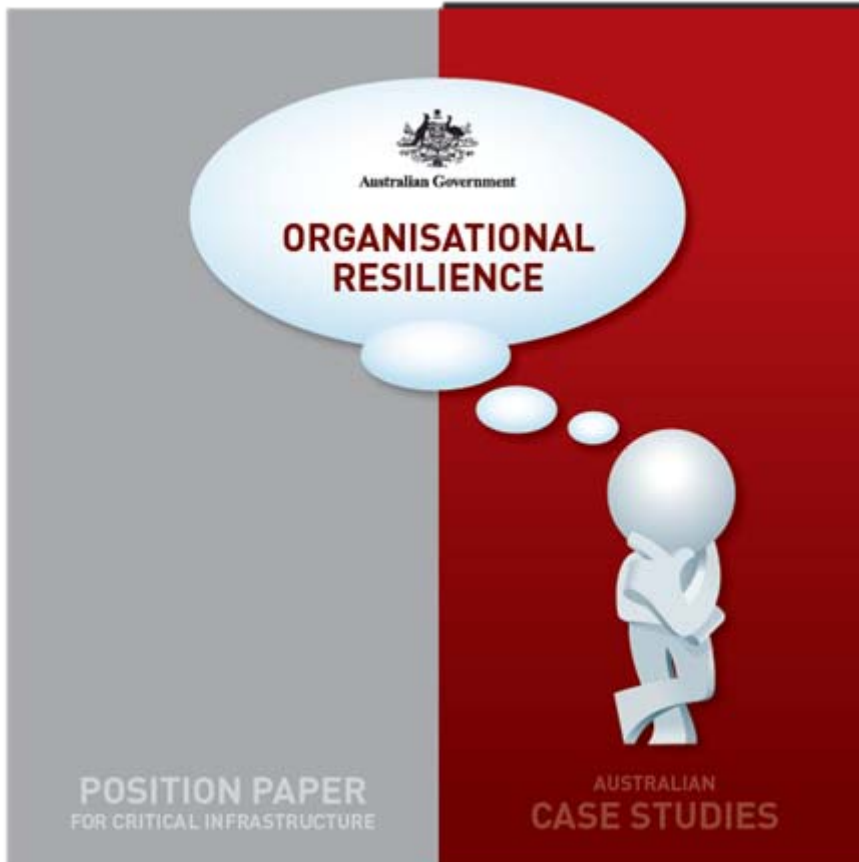 Australian Government
ORGANISATIONAL
RESILIENCE
POSITION PAPER
FOR CRITICAL INFRASTRUCTURE
AUSTRALIAN
CASE STUDIES